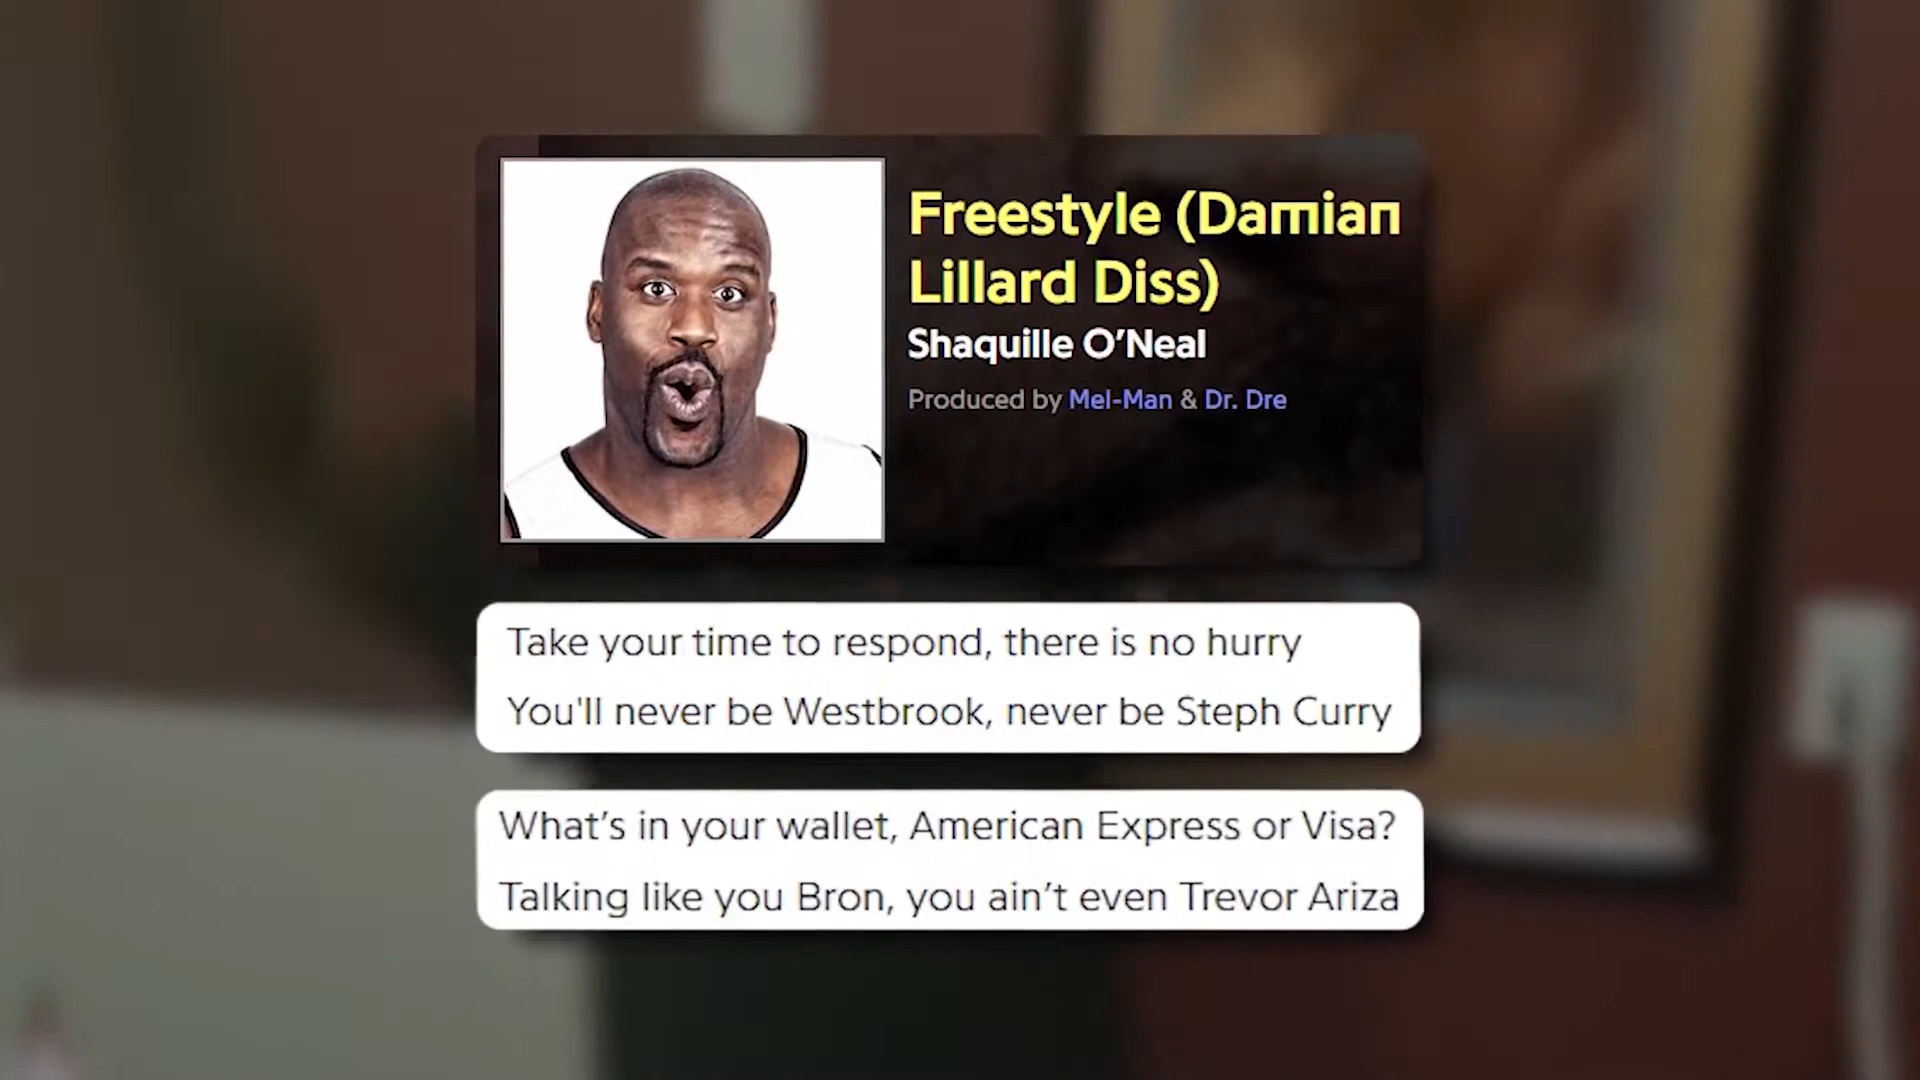 Freestyle (Damian
Lillard Diss)
Shaquille O’Neal
Produced by Mel-Man & Dr. Dre
Take your time to respond, there is no hurry
You'll never be Westbrook, never be Steph Curry
What’s in your wallet, American Express or Visa?
Talking like you Bron, you ain’t even Trevor Ariza